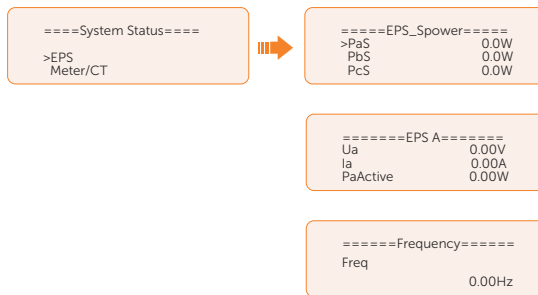 ====System Status====
>EPS
Meter/CT
=====EPS_Spower=====
>PaS 0.0W
PbS 0.0W
PcS 0.0W
=======EPS A=======
Ua 0.00V
Ia 0.00A
PaActive 0.00W
======Frequency======
Freq
0.00Hz